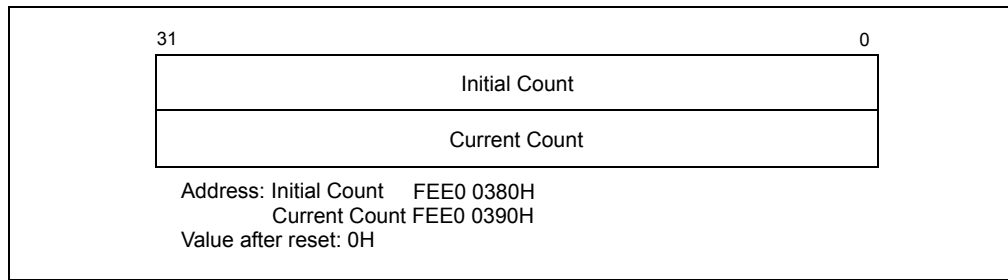 31 0
Initial Count
Current Count
Address: Initial Count FEE0 0380H
Current Count FEE0 0390H
Value after reset: 0H